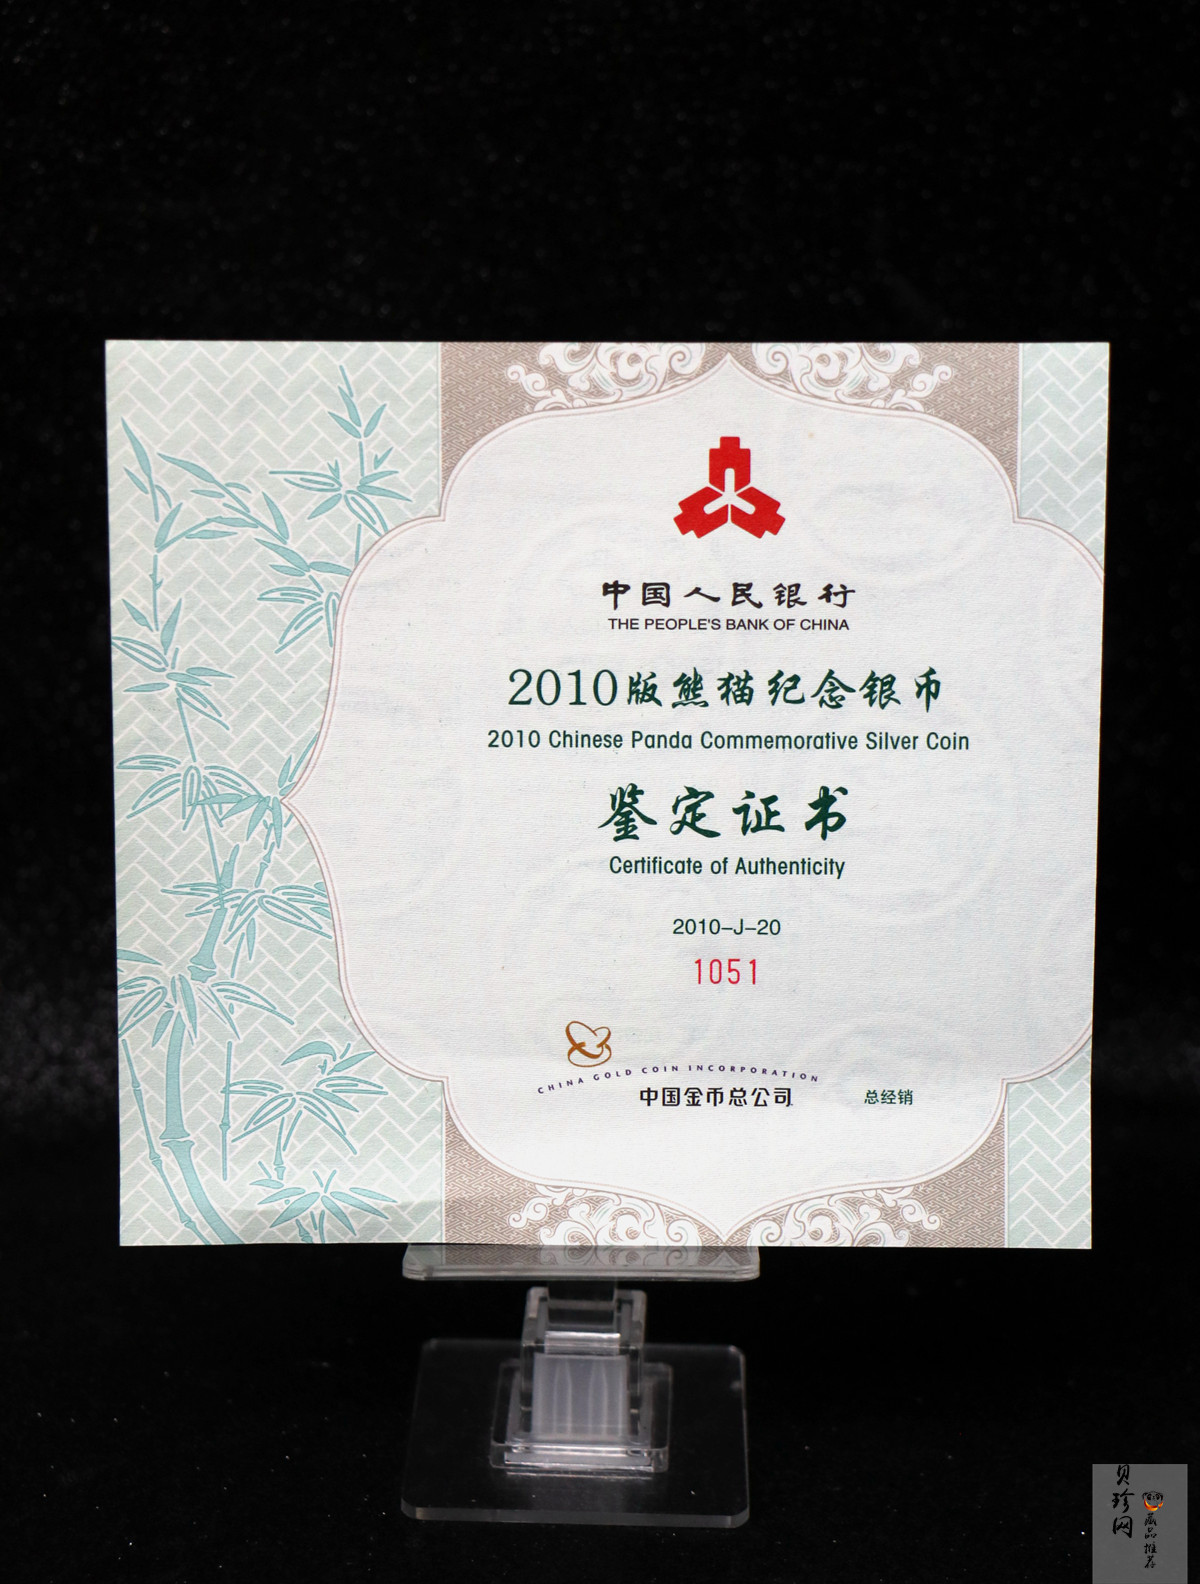 中国人民银行
THE PEOPLE'S BANK OF CHINA
2010版熊猫纪念银币
2010 Chinese Panda Commemorative Silver Coin
鉴定证书
Certificate of Authenticity
2010-J-20
1051
CHINA GOLD COIN INCORPORATION
中国金币总公司 总经销
贝珍网
藏品推荐